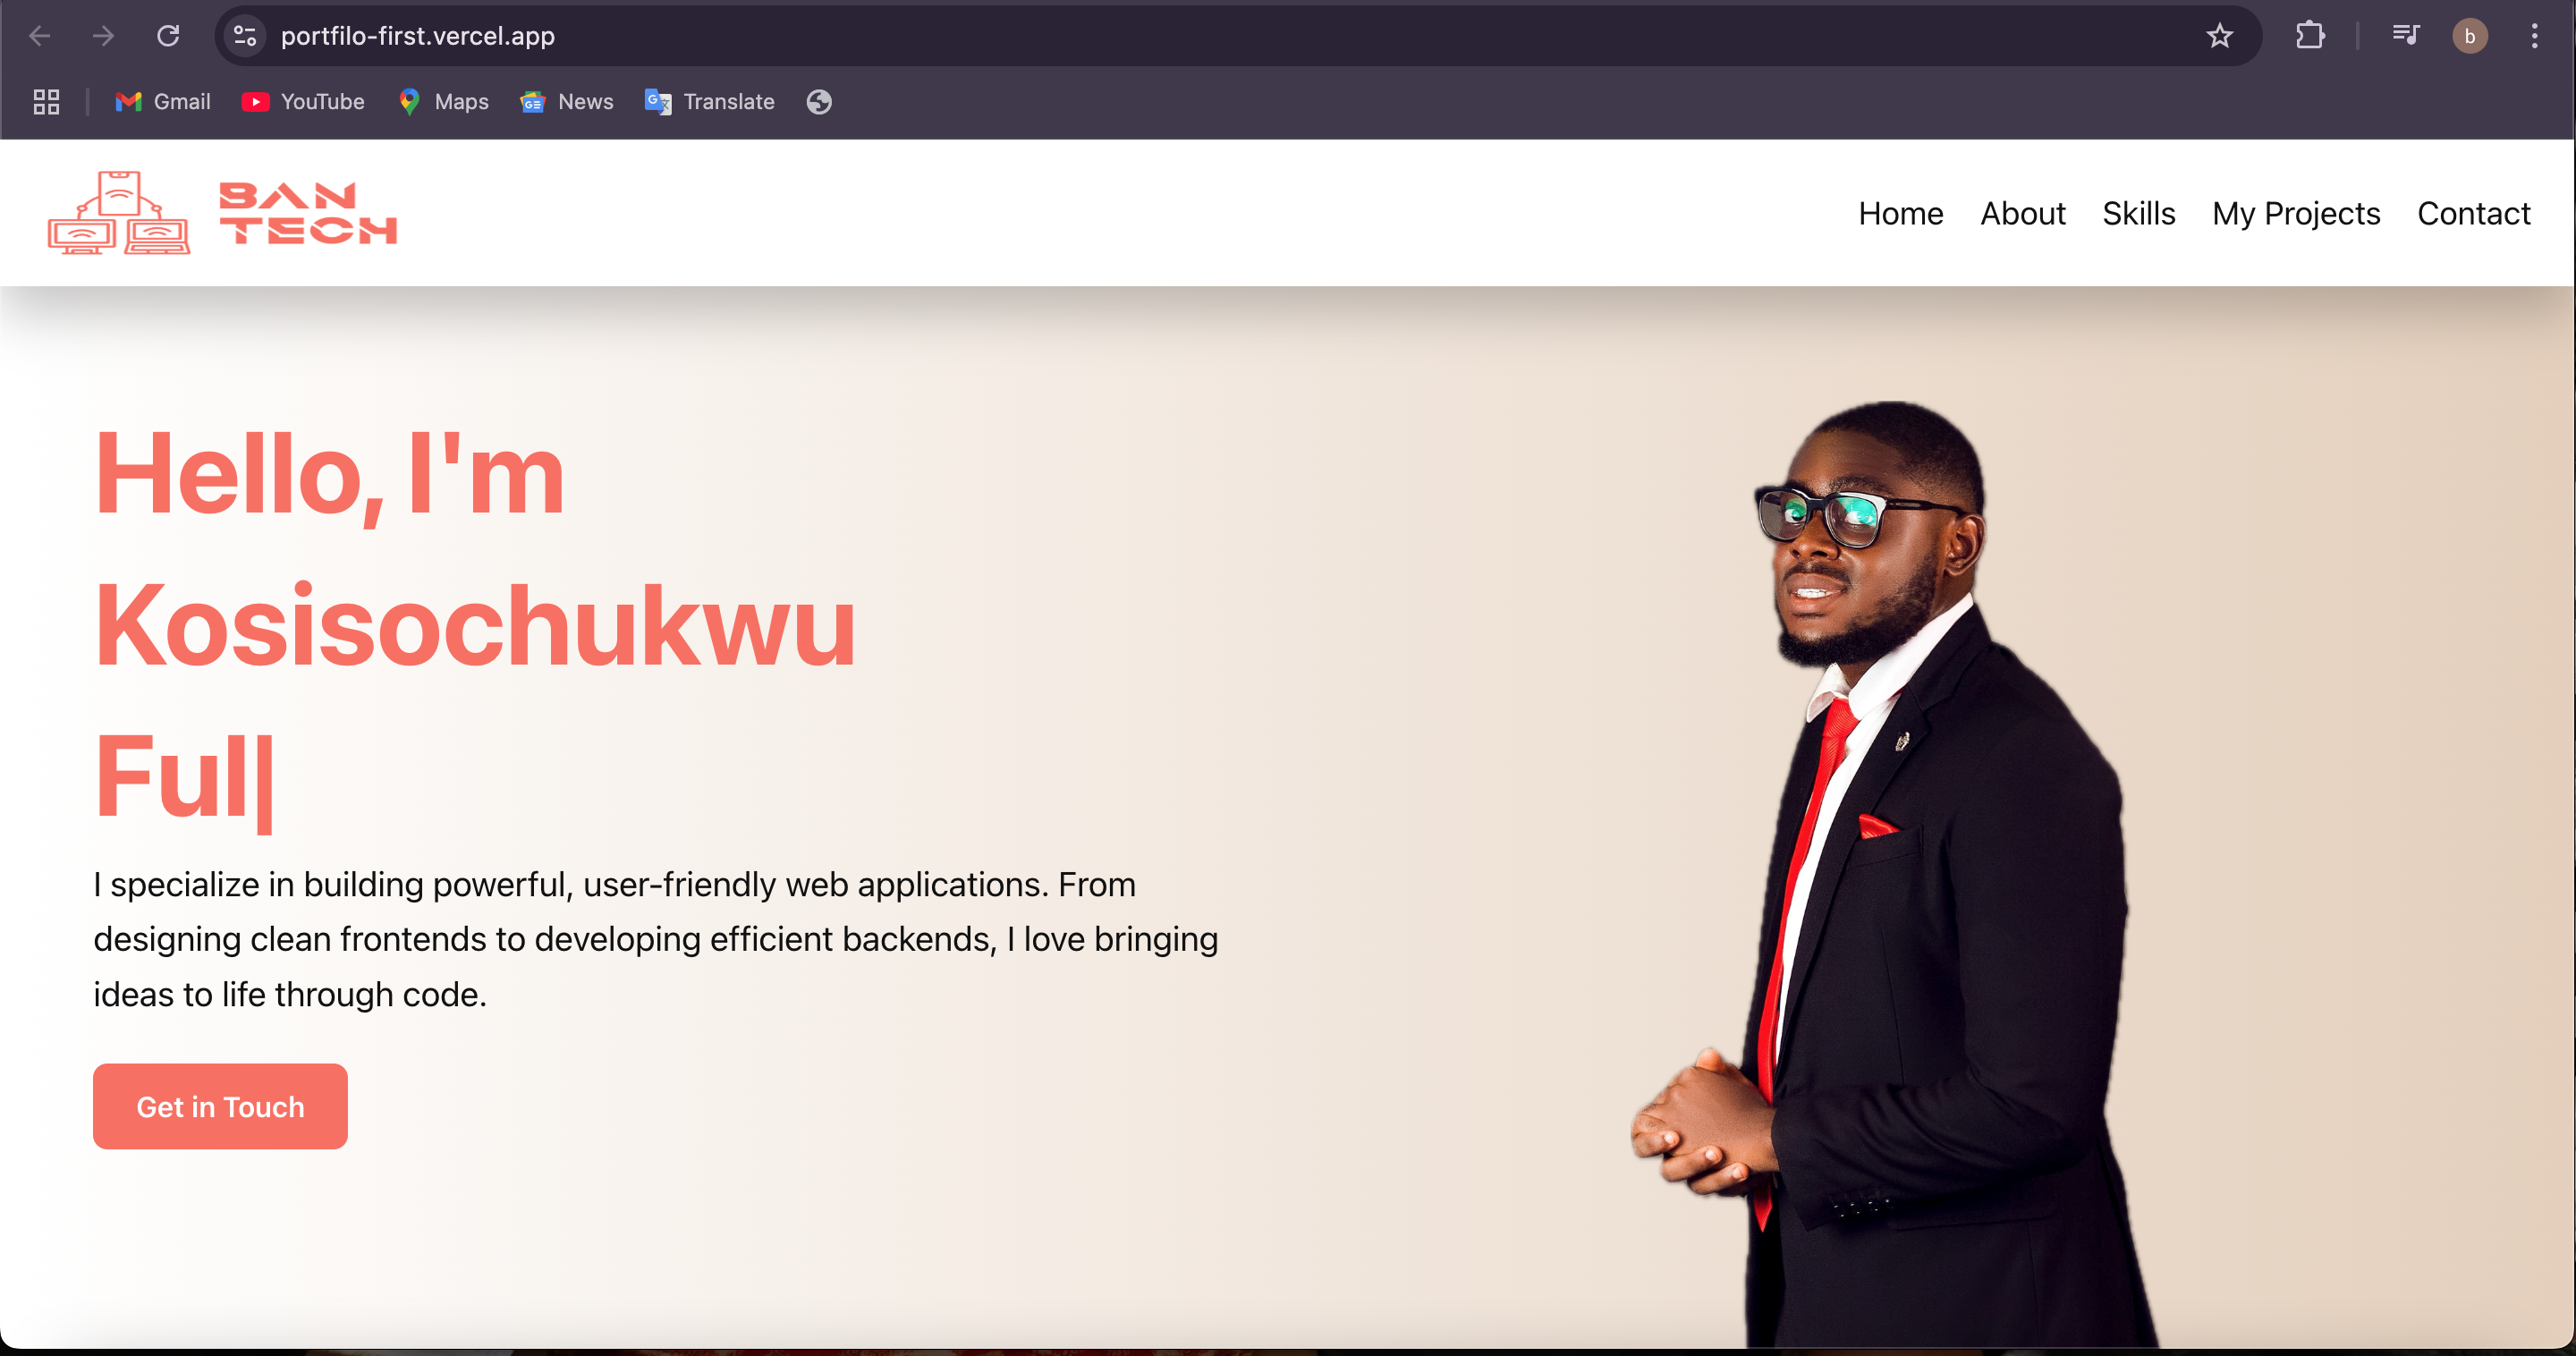 portfilo-first.vercel.app
b
Gmail YouTube Maps News Translate
BAN
TECH
Home About Skills My Projects Contact
Hello, I'm
Kosisochukwu
Ful|
I specialize in building powerful, user-friendly web applications. From
designing clean frontends to developing efficient backends, I love bringing
ideas to life through code.
Get in Touch